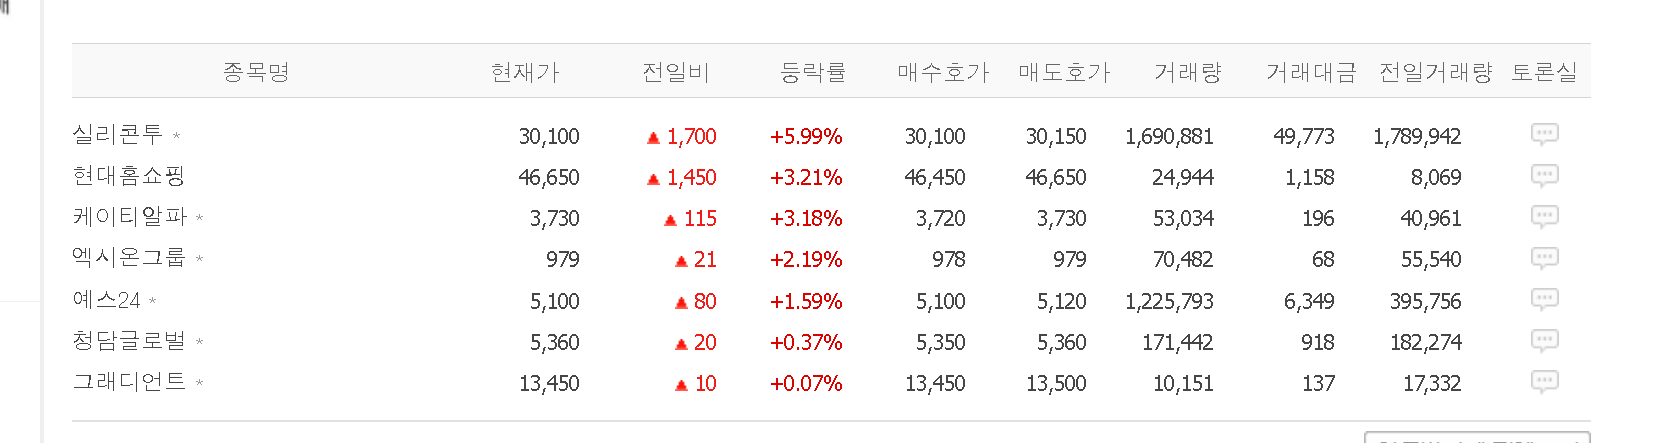 종목명 현재가 전일비 등락률 매수호가 매도호가 거래량 거래대금 전일거래량 토론실
실리콘투 * 30,100 ▲ 1,700 +5.99% 30,100 30,150 1,690,881 49,773 1,789,942
현대홈쇼핑 46,650 ▲ 1,450 +3.21% 46,450 46,650 24,944 1,158 8,069
케이티알파 * 3,730 ▲ 115 +3.18% 3,720 3,730 53,034 196 40,961
엑시온그룹 * 979 ▲ 21 +2.19% 978 979 70,482 68 55,540
예스24 * 5,100 ▲ 80 +1.59% 5,100 5,120 1,225,793 6,349 395,756
청담글로벌 * 5,360 ▲ 20 +0.37% 5,350 5,360 171,442 918 182,274
그래디언트 * 13,450 ▲ 10 +0.07% 13,450 13,500 10,151 137 17,332